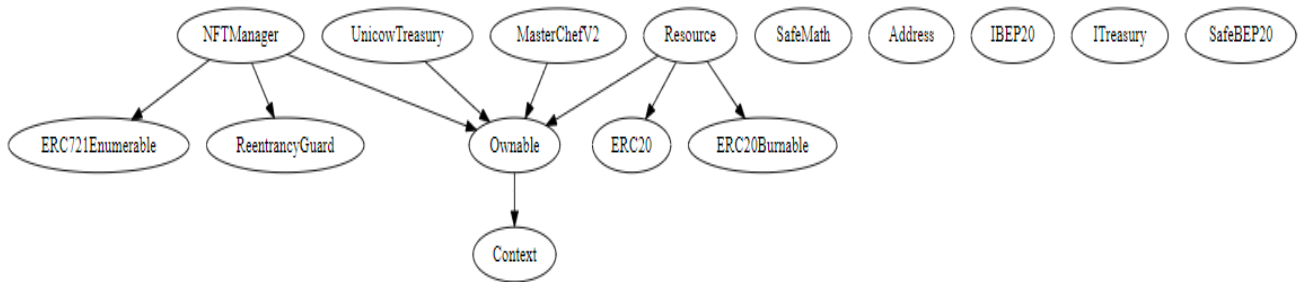 NFTManager
UnicowTreasury
MasterChefV2
Resource
SafeMath
Address
IBEP20
ITreasury
SafeBEP20
ERC721Enumerable
ReentrancyGuard
Ownable
ERC20
ERC20Burnable
Context